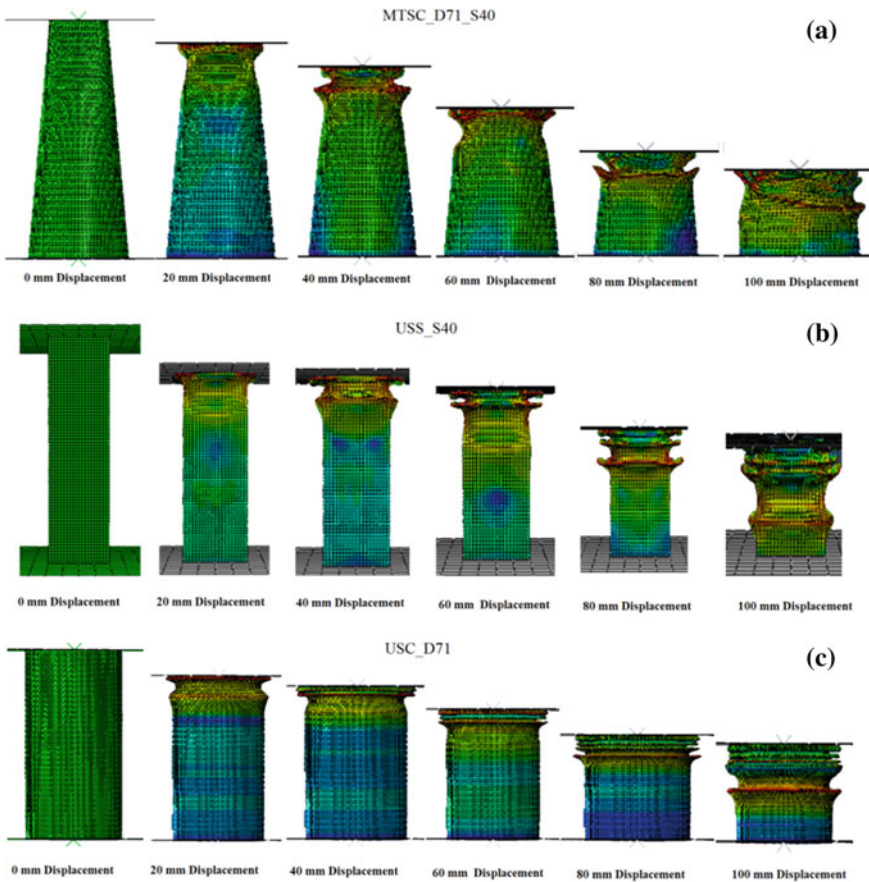 MTSC_D71_S40
(a)
0 mm Displacement
20 mm Displacement
40 mm Displacement
60 mm Displacement
80 mm Displacement
100 mm Displacement
USS_S40
(b)
0 mm Displacement
20 mm Displacement
40 mm Displacement
60 mm Displacement
80 mm Displacement
100 mm Displacement
USC_D71
(c)
0 mm Displacement
20 mm Displacement
40 mm Displacement
60 mm Displacement
80 mm Displacement
100 mm Displacement